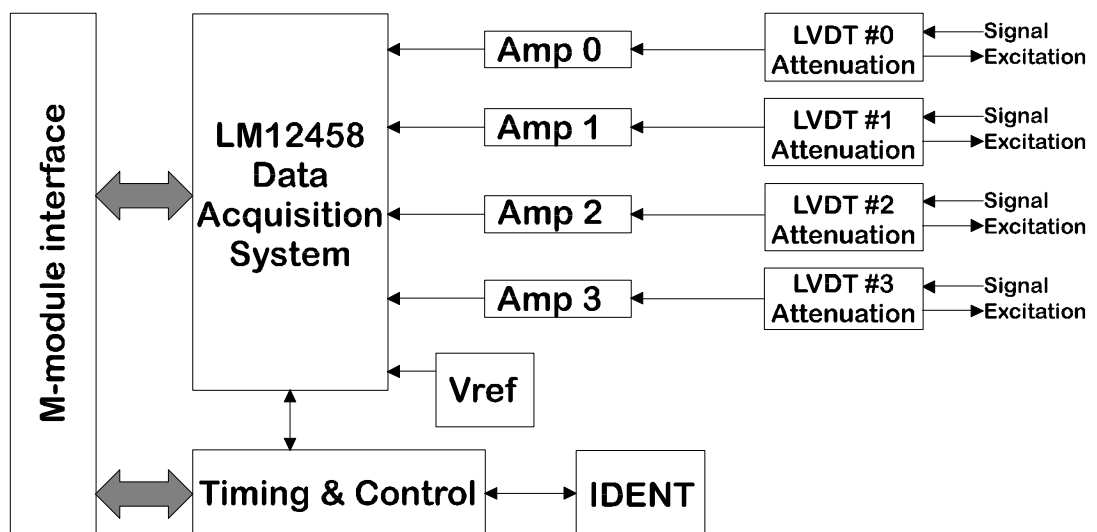 M-module interface
LM12458
Data
Acquisition
System
Amp 0
LVDT #0
Attenuation
Signal
Excitation
Amp 1
LVDT #1
Attenuation
Signal
Excitation
Amp 2
LVDT #2
Attenuation
Signal
Excitation
Amp 3
LVDT #3
Attenuation
Signal
Excitation
Vref
Timing & Control
IDENT